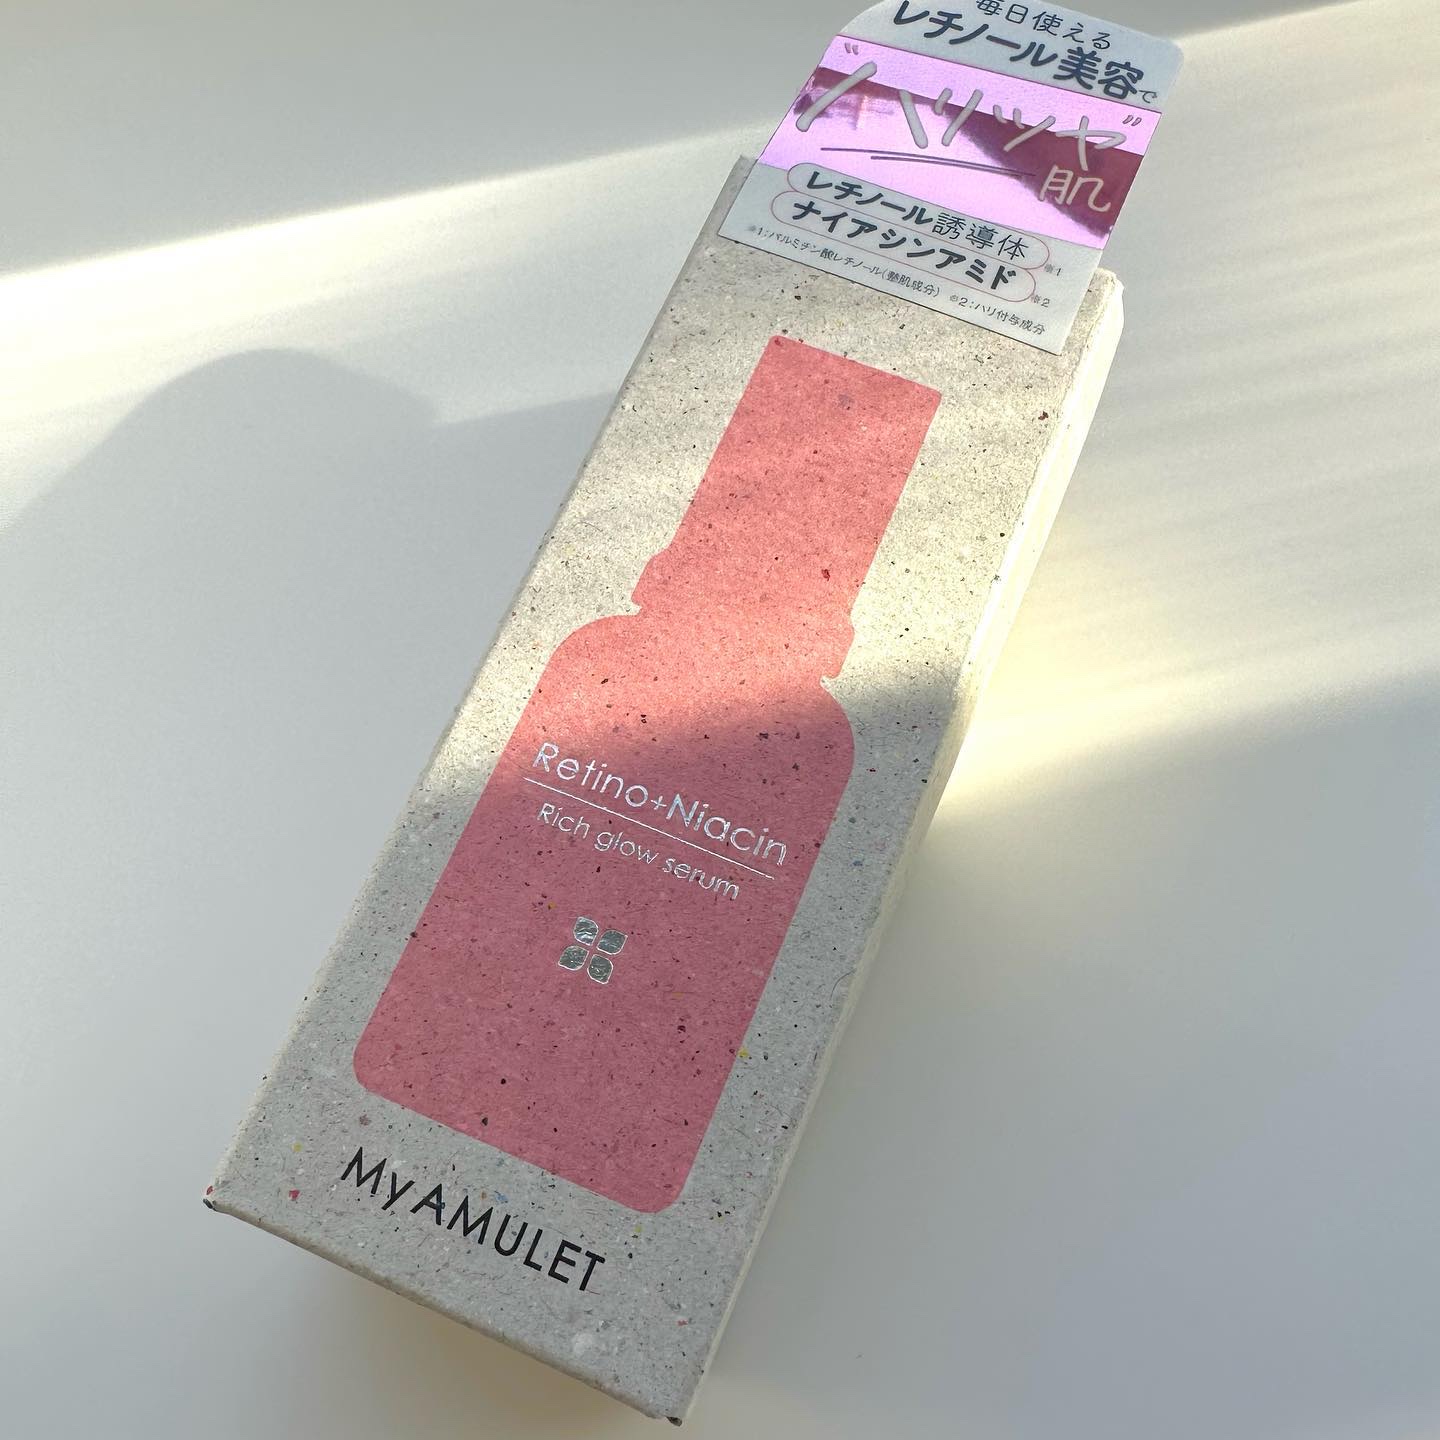 毎日使える
レチノール美容で
“ハリツヤ”
肌
レチノール誘導体※1
ナイアシンアミド※2
※1:パルミチン酸レチノール(整肌成分) ※2:ハリ付与成分
Retino+Niacin
Rich glow serum
My AMULET